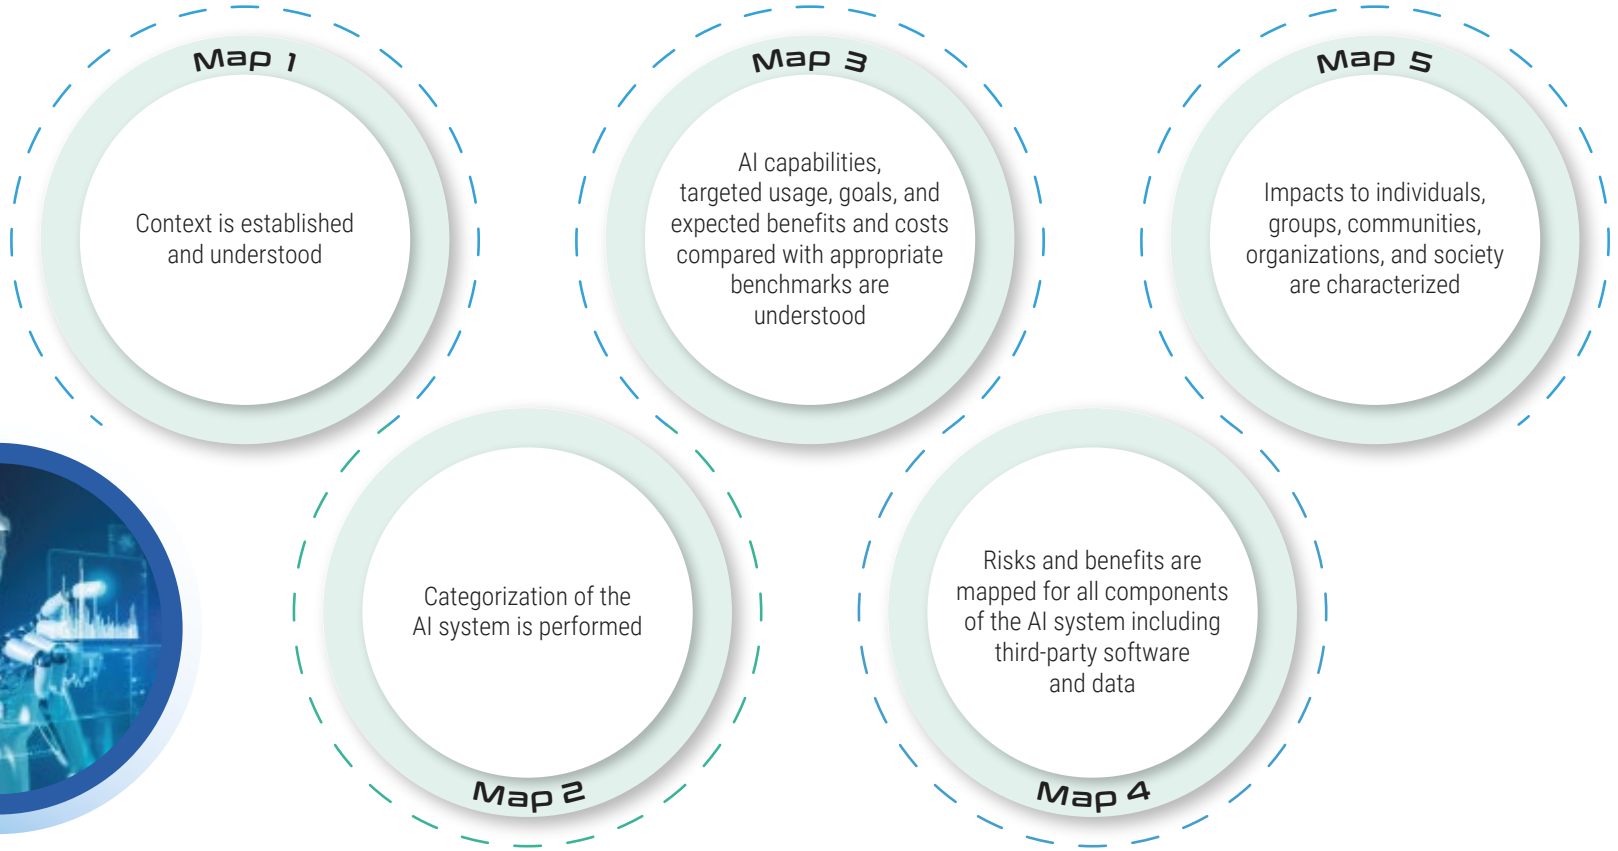 Map 1
Context is established
and understood
Map 2
Categorization of the
AI system is performed
Map 3
AI capabilities,
targeted usage, goals, and
expected benefits and costs
compared with appropriate
benchmarks are
understood
Map 4
Risks and benefits are
mapped for all components
of the AI system including
third-party software
and data
Map 5
Impacts to individuals,
groups, communities,
organizations, and society
are characterized